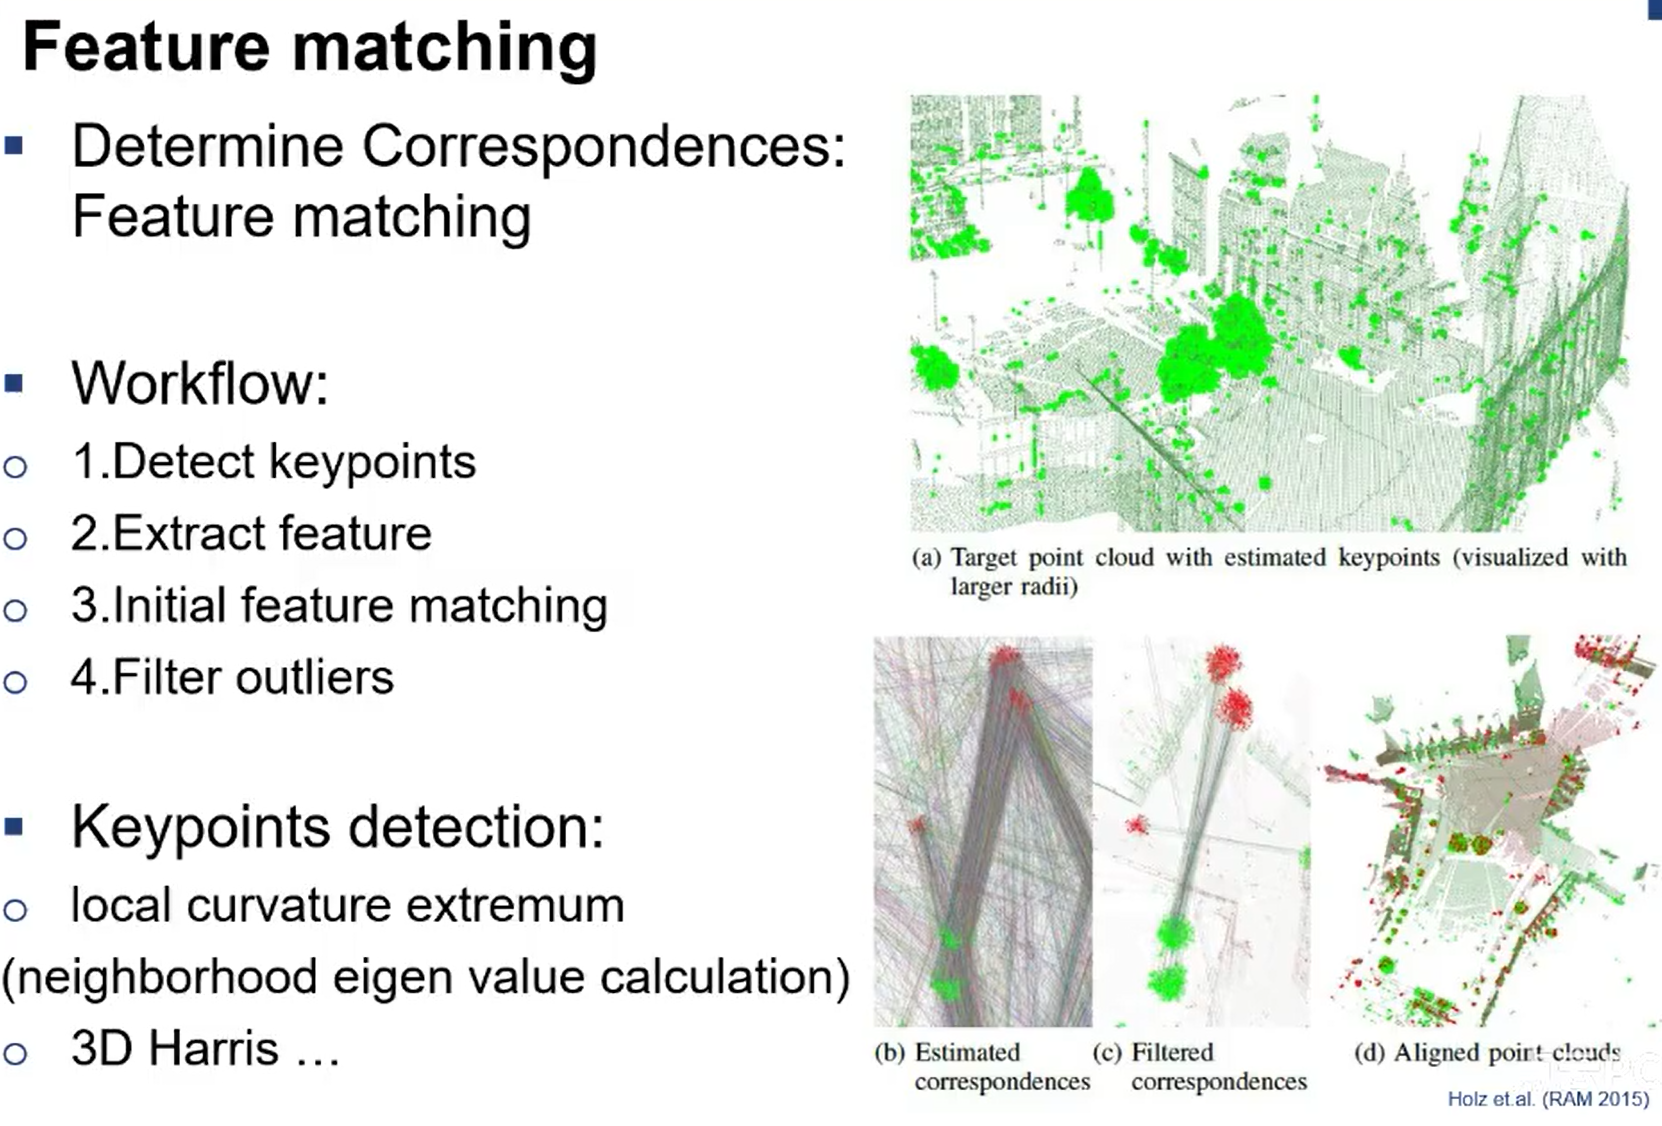 Feature matching
Determine Correspondences:
Feature matching
Workflow:
1.Detect keypoints
2.Extract feature
3.Initial feature matching
4.Filter outliers
Keypoints detection:
local curvature extremum
(neighborhood eigen value calculation)
3D Harris …
(a) Target point cloud with estimated keypoints (visualized with
larger radii)
(b) Estimated
correspondences
(c) Filtered
correspondences
(d) Aligned point clouds
Holz et.al. (RAM 2015)